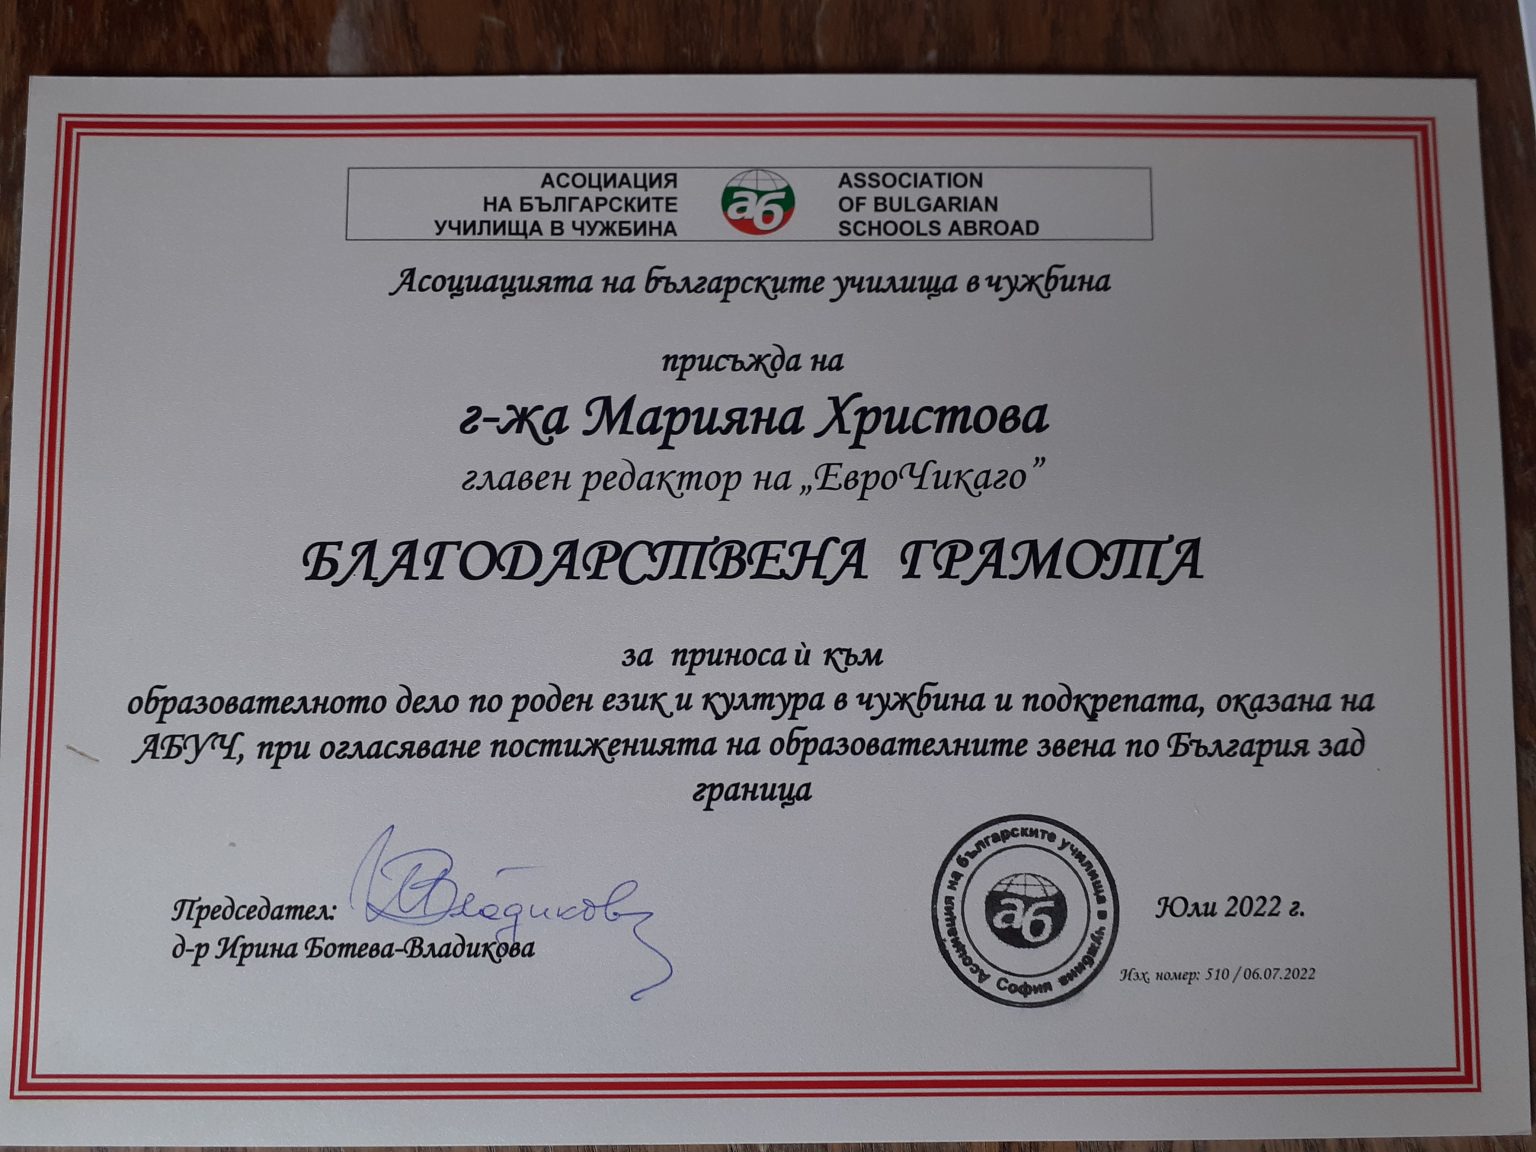 АСОЦИАЦИЯ
НА БЪЛГАРСКИТЕ
УЧИЛИЩА В ЧУЖБИНА
аб
ASSOCIATION
OF BULGARIAN
SCHOOLS ABROAD
Асоциацията на българските училища в чужбина
присъжда на
г-жа Марияна Христова
главен редактор на „ЕвроЧикаго”
БЛАГОДАРСТВЕНА ГРАМОТА
за приноса ѝ към
образователното дело по роден език и култура в чужбина и подкрепата, оказана на
АБУЧ, при огласяване постиженията на образователните звена по България зад
граница
Председател:
д-р Ирина Ботева-Владикова
Асоциация на българските училища в чужбина
София
аб
Юли 2022 г.
Изх. номер: 510 / 06.07.2022